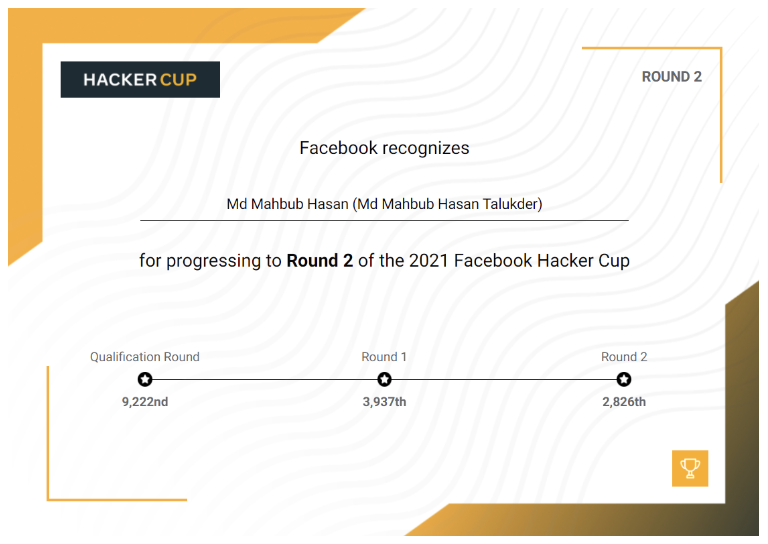 HACKER CUP
ROUND 2
Facebook recognizes
Md Mahbub Hasan (Md Mahbub Hasan Talukder)
for progressing to Round 2 of the 2021 Facebook Hacker Cup
Qualification Round Round 1 Round 2
9,222nd 3,937th 2,826th